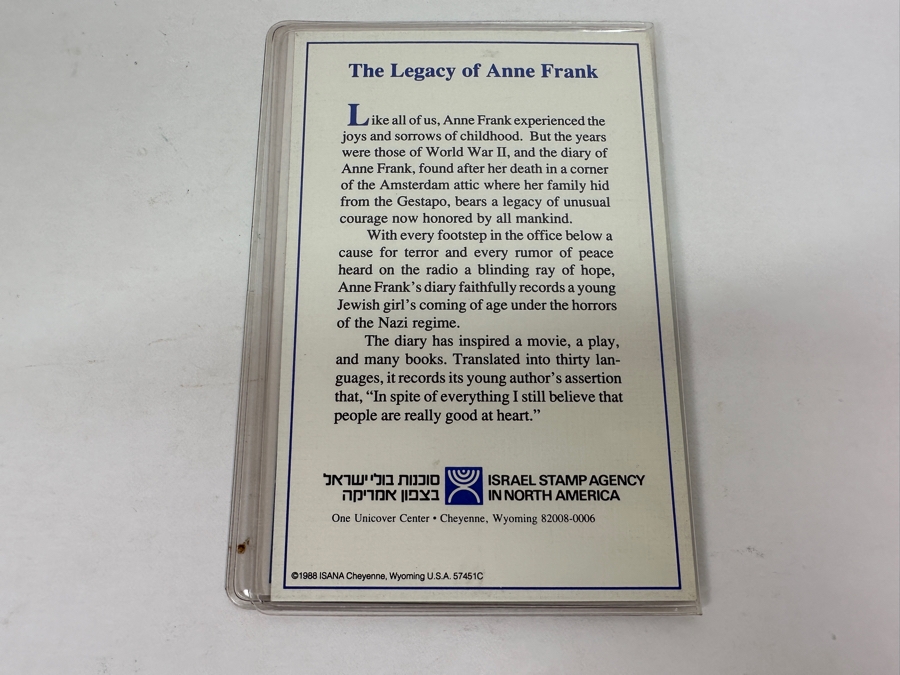 The Legacy of Anne Frank
Like all of us, Anne Frank experienced the
joys and sorrows of childhood. But the years
were those of World War II, and the diary of
Anne Frank, found after her death in a corner
of the Amsterdam attic where her family hid
from the Gestapo, bears a legacy of unusual
courage now honored by all mankind.
With every footstep in the office below a
cause for terror and every rumor of peace
heard on the radio a blinding ray of hope,
Anne Frank's diary faithfully records a young
Jewish girl's coming of age under the horrors
of the Nazi regime.
The diary has inspired a movie, a play,
and many books. Translated into thirty lan-
guages, it records its young author's assertion
that, “In spite of everything I still believe that
people are really good at heart.”
סוכנות בולי ישראל
בצפון אמריקה
ISRAEL STAMP AGENCY
IN NORTH AMERICA
One Unicover Center • Cheyenne, Wyoming 82008-0006
©1988 ISANA Cheyenne, Wyoming U.S.A. 57451C